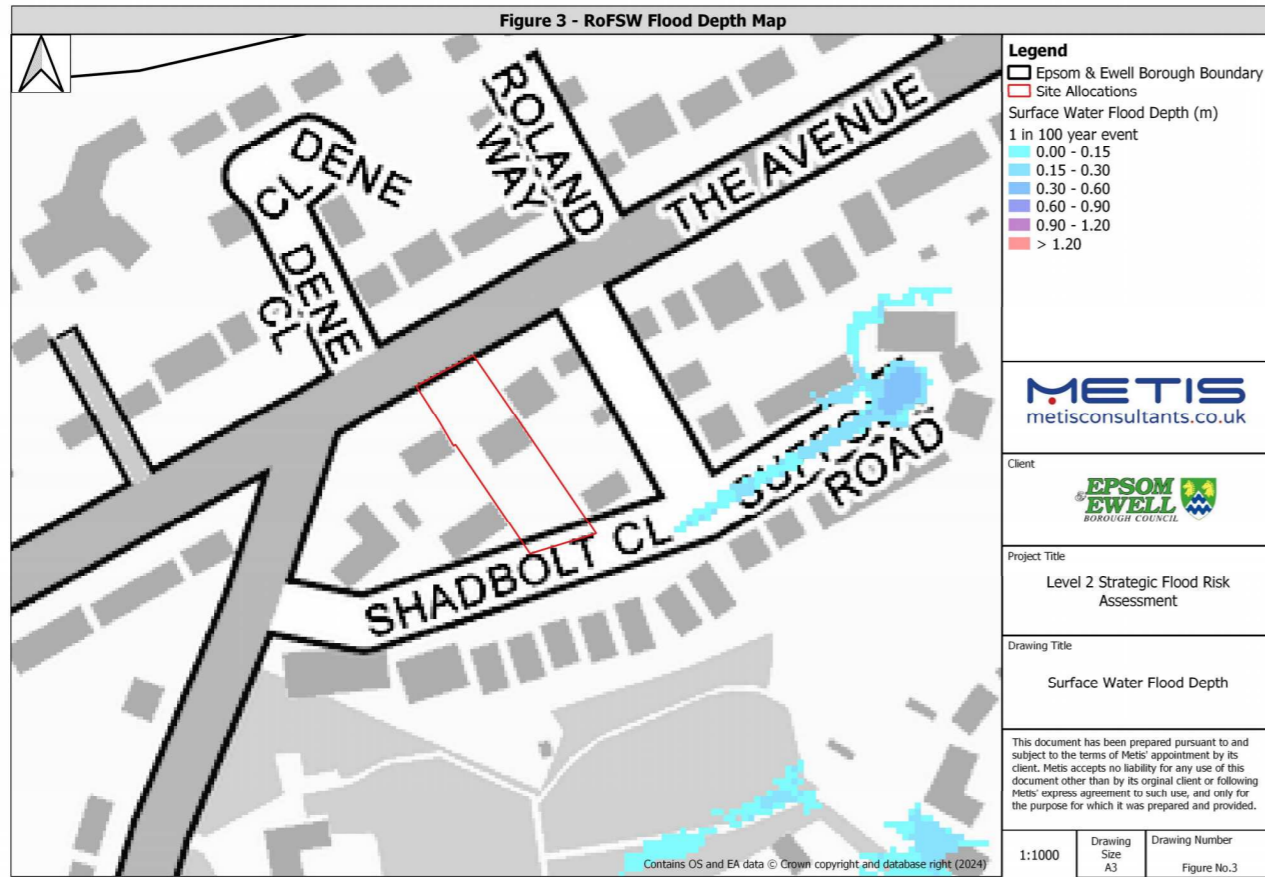 Figure 3 - RoFSW Flood Depth Map
ROLAND
WAY
THE AVENUE
DENE
CL
DENE
CL
SHADBOLT CL
ROAD
Contains OS and EA data © Crown copyright and database right (2024)
Legend
Epsom & Ewell Borough Boundary
Site Allocations
Surface Water Flood Depth (m)
1 in 100 year event
0.00 - 0.15
0.15 - 0.30
0.30 - 0.60
0.60 - 0.90
0.90 - 1.20
> 1.20
METIS
metisconsultants.co.uk
Client
EPSOM
& EWELL
BOROUGH COUNCIL
Project Title
Level 2 Strategic Flood Risk
Assessment
Drawing Title
Surface Water Flood Depth
This document has been prepared pursuant to and
subject to the terms of Metis' appointment by its
client. Metis accepts no liability for any use of this
document other than by its orginal client or following
Metis' express agreement to such use, and only for
the purpose for which it was prepared and provided.
1:1000
Drawing
Size
A3
Drawing Number
Figure No.3